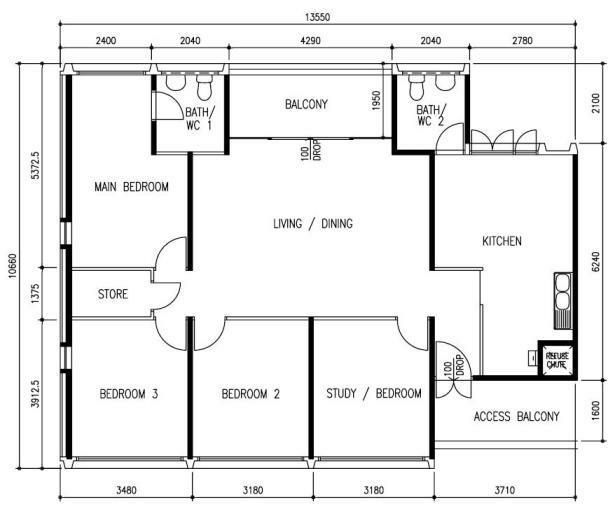 13550
2400
2040
4290
2040
2780
BATH/
WC 1
BALCONY
1950
BATH/
WC 2
2100
100
DROP
5372.5
MAIN BEDROOM
LIVING / DINING
KITCHEN
10660
6240
1375
STORE
REFUSE
CHUTE
100
DROP
3912.5
BEDROOM 3
BEDROOM 2
STUDY / BEDROOM
ACCESS BALCONY
1600
3480
3180
3180
3710